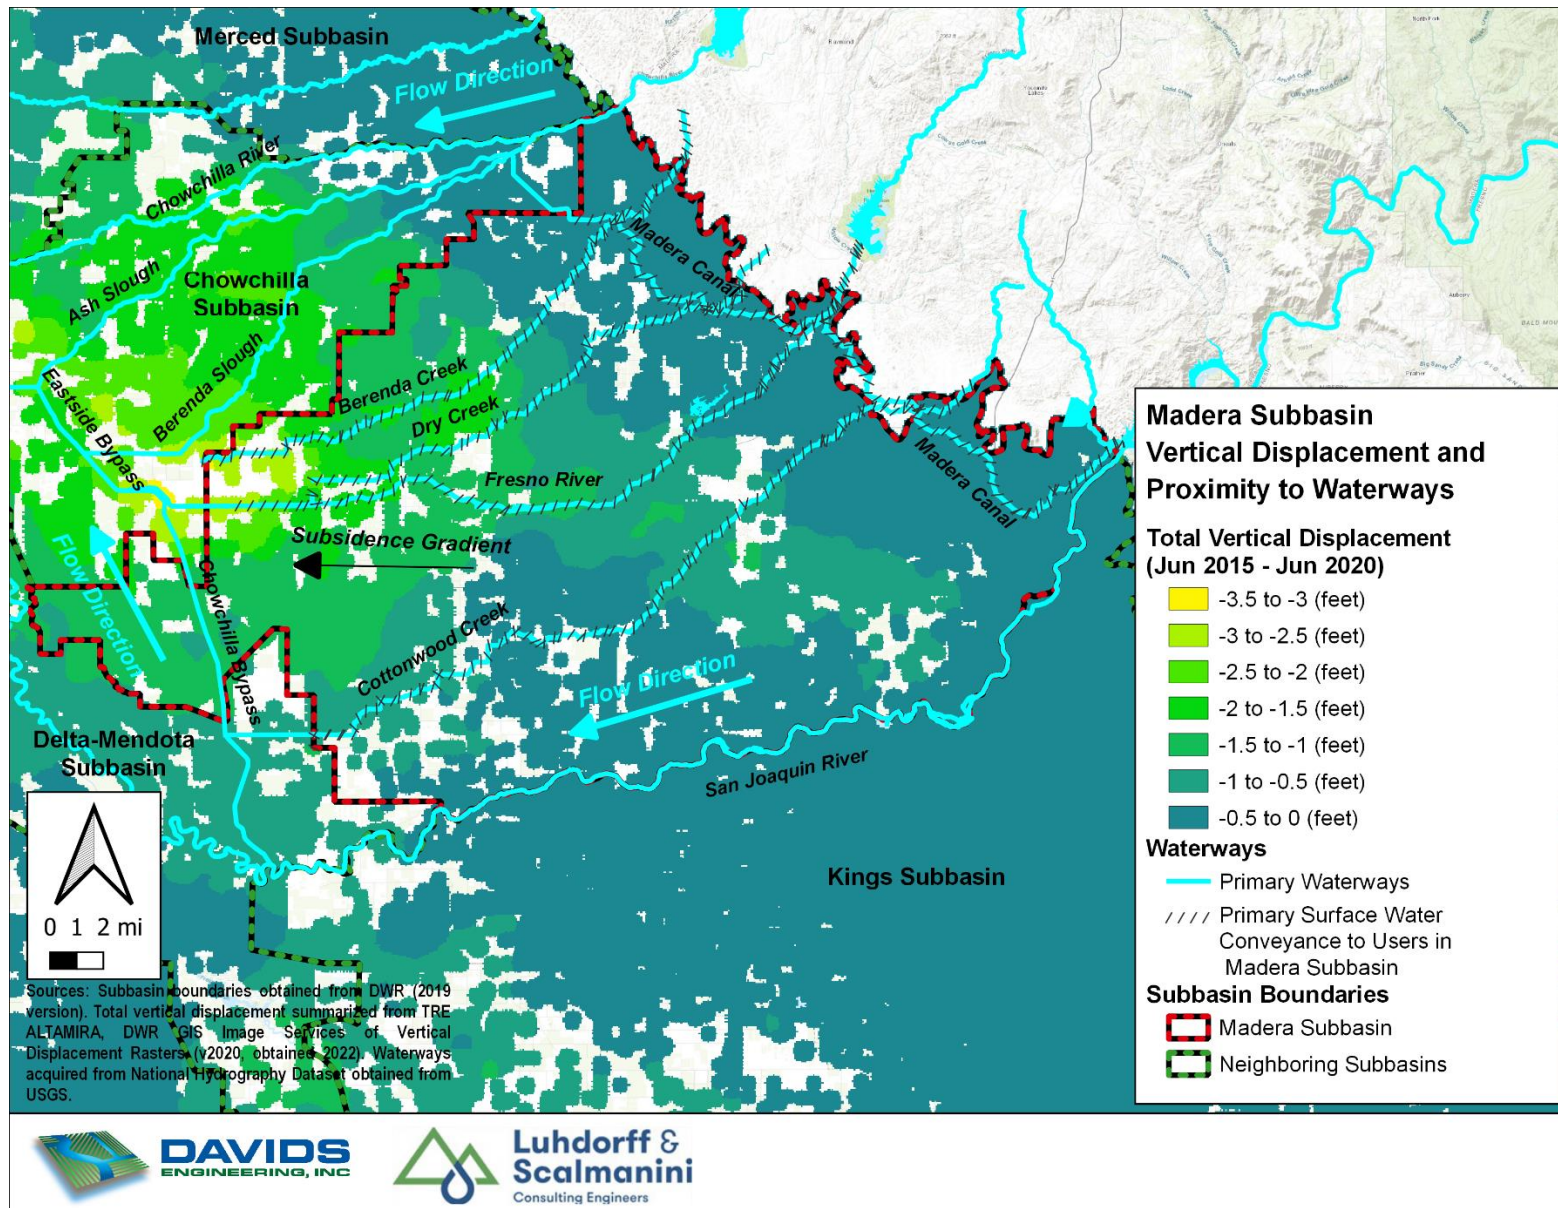 Merced Subbasin
Flow Direction
Chowchilla River
Madera Canal
Ash Slough
Chowchilla
Subbasin
Eastside Bypass
Berenda Slough
Berenda Creek
Dry Creek
Fresno River
Madera Canal
Subsidence Gradient
Flow Direction
Chowchilla Bypass
Cottonwood Creek
Flow Direction
San Joaquin River
Delta-Mendota
Subbasin
Kings Subbasin
0 1 2 mi
Sources: Subbasin boundaries obtained from DWR (2019
version). Total vertical displacement summarized from TRE
ALTAMIRA, DWR GIS Image Services of Vertical
Displacement Rasters (v2020, obtained 2022). Waterways
acquired from National Hydrography Dataset obtained from
USGS.
Madera Subbasin
Vertical Displacement and
Proximity to Waterways
Total Vertical Displacement
(Jun 2015 - Jun 2020)
-3.5 to -3 (feet)
-3 to -2.5 (feet)
-2.5 to -2 (feet)
-2 to -1.5 (feet)
-1.5 to -1 (feet)
-1 to -0.5 (feet)
-0.5 to 0 (feet)
Waterways
Primary Waterways
Primary Surface Water
Conveyance to Users in
Madera Subbasin
Subbasin Boundaries
Madera Subbasin
Neighboring Subbasins
DAVIDS
ENGINEERING, INC
Luhdorff &
Scalmanini
Consulting Engineers